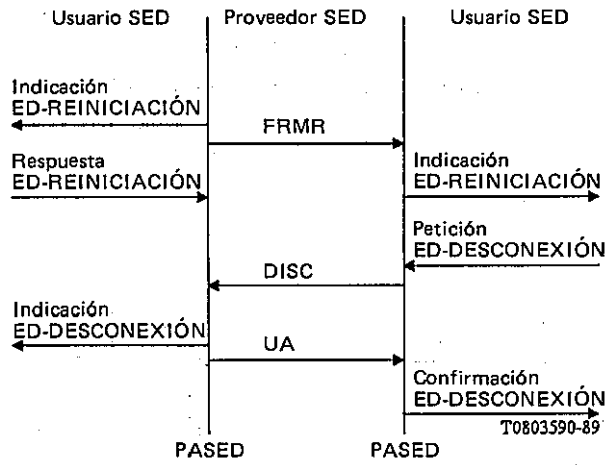 Usuario SED Proveedor SED Usuario SED
Indicación
ED-REINICIACIÓN
FRMR
Respuesta
ED-REINICIACIÓN
Indicación
ED-REINICIACIÓN
Petición
ED-DESCONEXIÓN
DISC
Indicación
ED-DESCONEXIÓN
UA
Confirmación
ED-DESCONEXIÓN
T0803590-89
PASED PASED